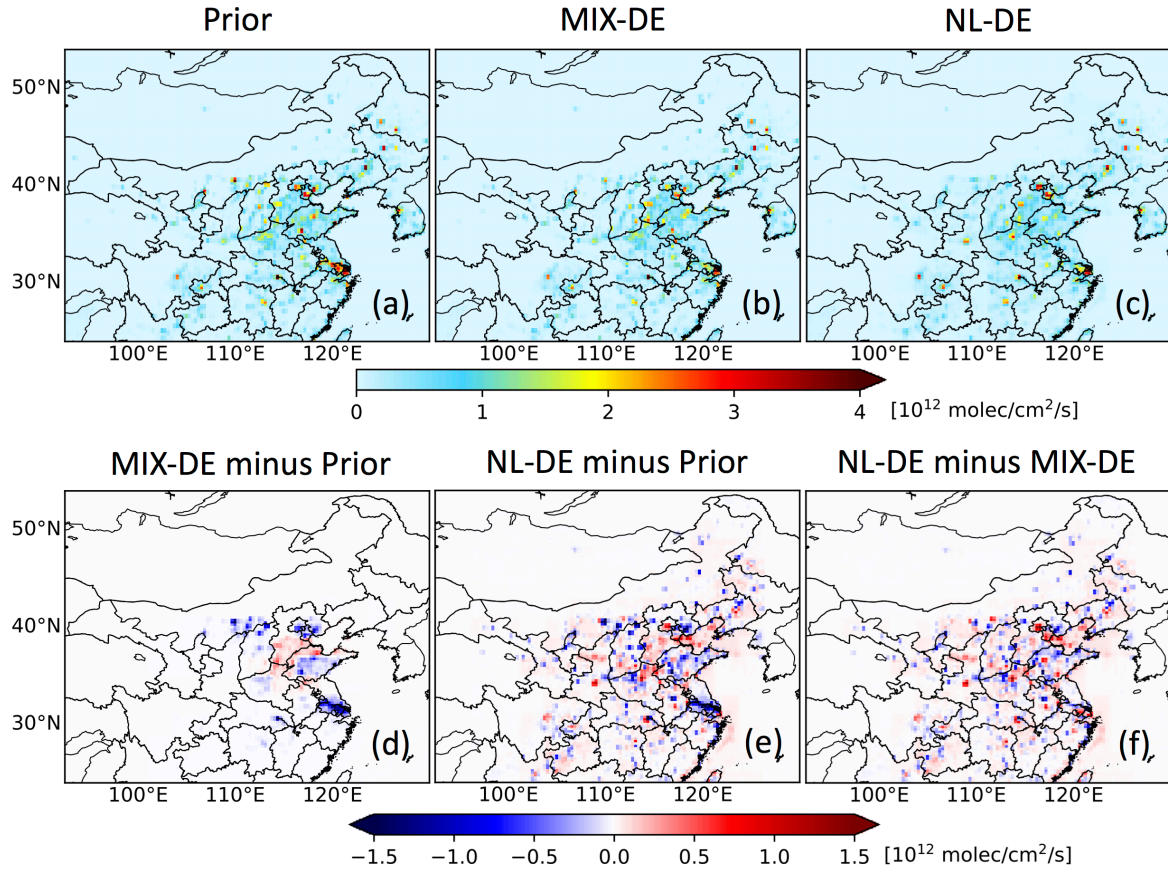 Prior MIX-DE NL-DE
50°N
40°N
30°N
(a) (b) (c)
100°E 110°E 120°E 100°E 110°E 120°E 100°E 110°E 120°E
0 1 2 3 4 [10¹² molec/cm²/s]
MIX-DE minus Prior NL-DE minus Prior NL-DE minus MIX-DE
50°N
40°N
30°N
(d) (e) (f)
100°E 110°E 120°E 100°E 110°E 120°E 100°E 110°E 120°E
−1.5 −1.0 −0.5 0.0 0.5 1.0 1.5 [10¹² molec/cm²/s]